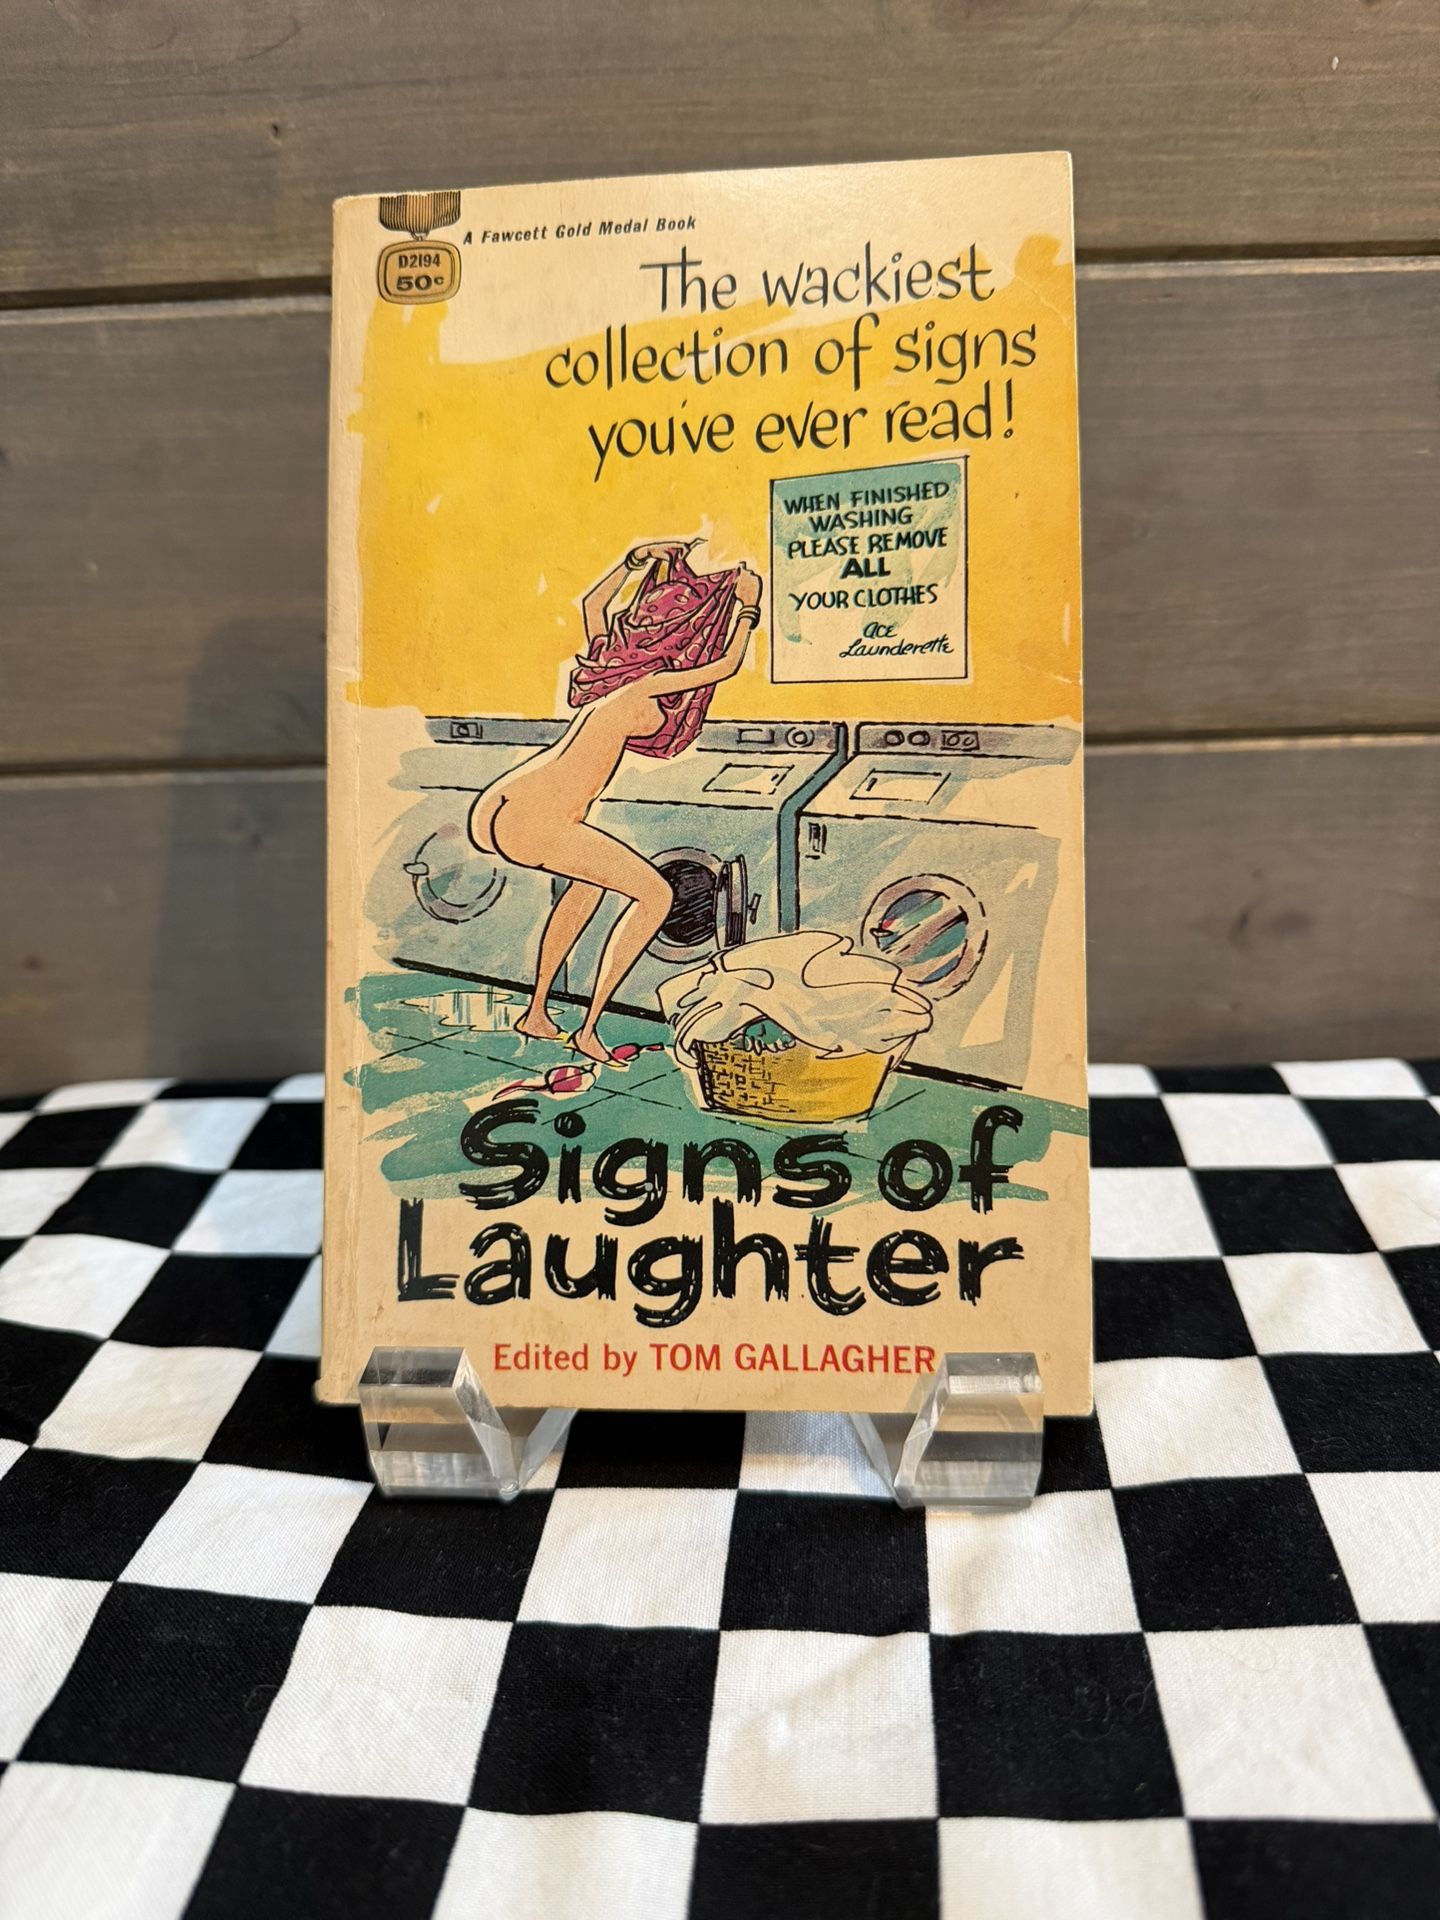 A Fawcett Gold Medal Book
D2194
50c
The wackiest
collection of signs
you've ever read!
WHEN FINISHED
WASHING
PLEASE REMOVE
ALL
YOUR CLOTHES
ace
Launderette
Signs of
Laughter
Edited by TOM GALLAGHER